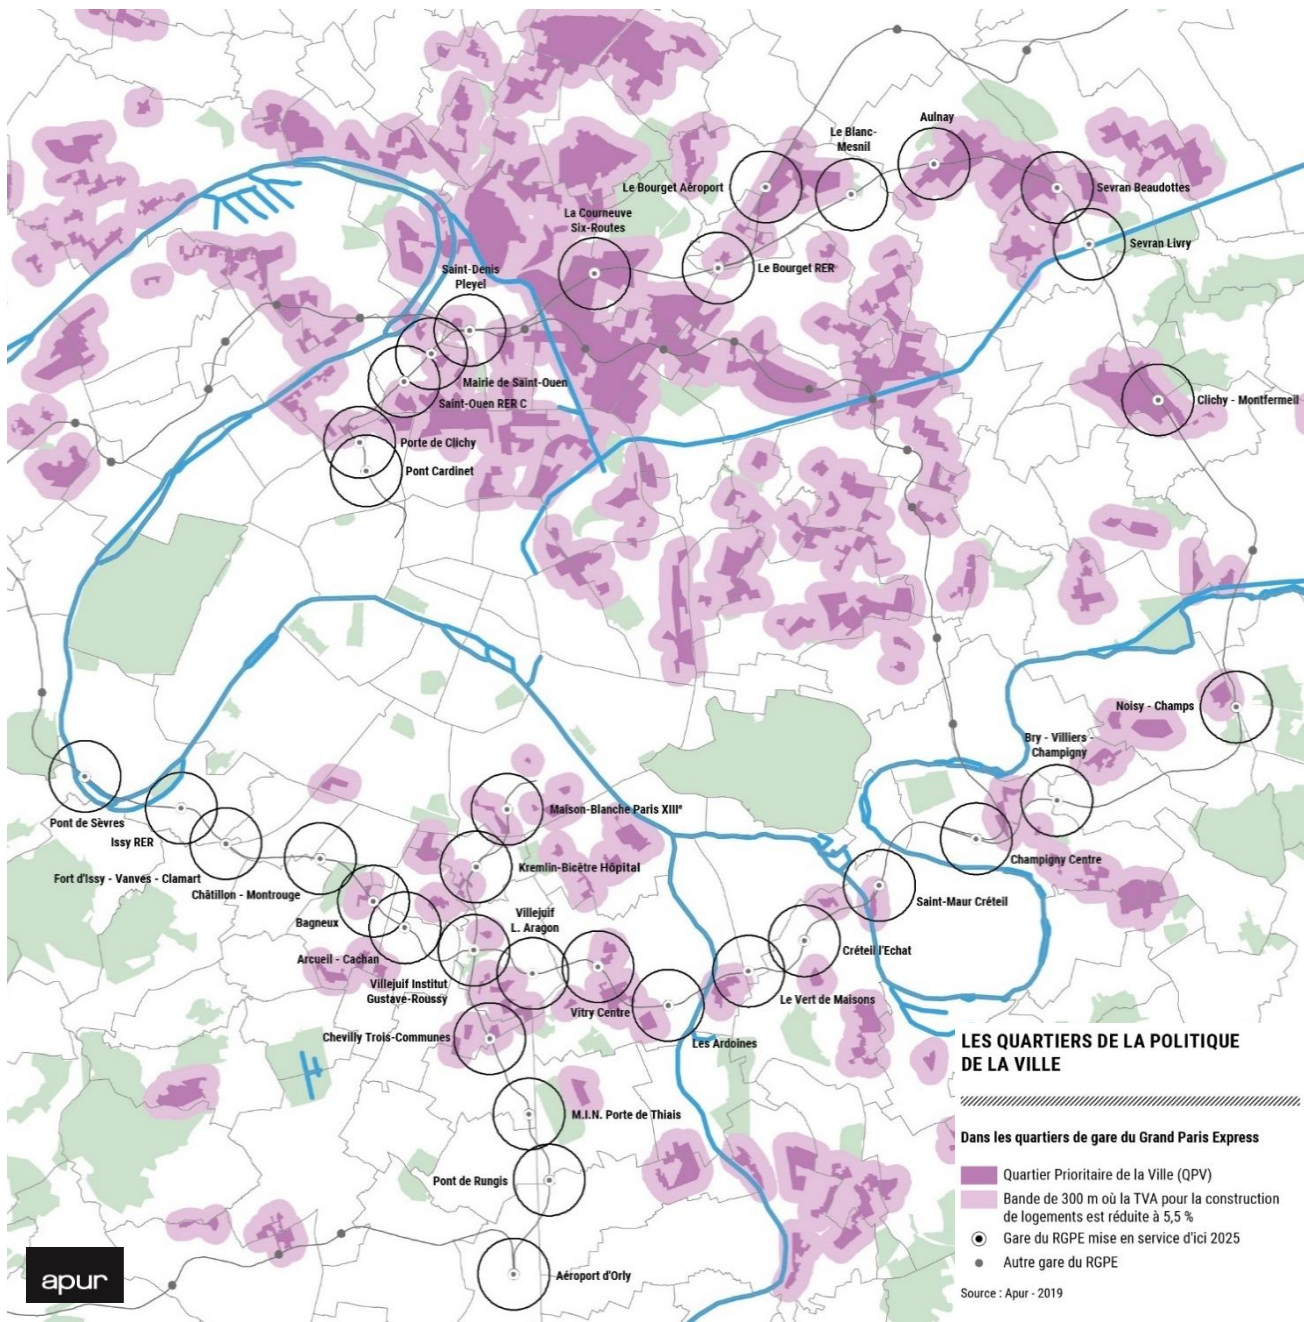 Aulnay
Le Blanc-
Mesnil
Le Bourget Aéroport
Sevran Beaudottes
La Courneuve
Six-Routes
Sevran Livry
Le Bourget RER
Saint-Denis
Pleyel
Mairie de Saint-Ouen
Saint-Ouen RER C
Clichy - Montfermeil
Porte de Clichy
Pont Cardinet
Noisy - Champs
Bry - Villiers -
Champigny
Pont de Sèvres
Maison-Blanche Paris XIIIᵉ
Issy RER
Champigny Centre
Kremlin-Bicêtre Hôpital
Fort d'Issy - Vanves - Clamart
Châtillon - Montrouge
Saint-Maur Créteil
Villejuif
L. Aragon
Bagneux
Créteil l'Echat
Arcueil - Cachan
Villejuif Institut
Gustave-Roussy
Le Vert de Maisons
Vitry Centre
Chevilly Trois-Communes
Les Ardoines
M.I.N. Porte de Thiais
Pont de Rungis
Aéroport d'Orly
apur
LES QUARTIERS DE LA POLITIQUE
DE LA VILLE
Dans les quartiers de gare du Grand Paris Express
Quartier Prioritaire de la Ville (QPV)
Bande de 300 m où la TVA pour la construction
de logements est réduite à 5,5 %
Gare du RGPE mise en service d'ici 2025
Autre gare du RGPE
Source : Apur - 2019